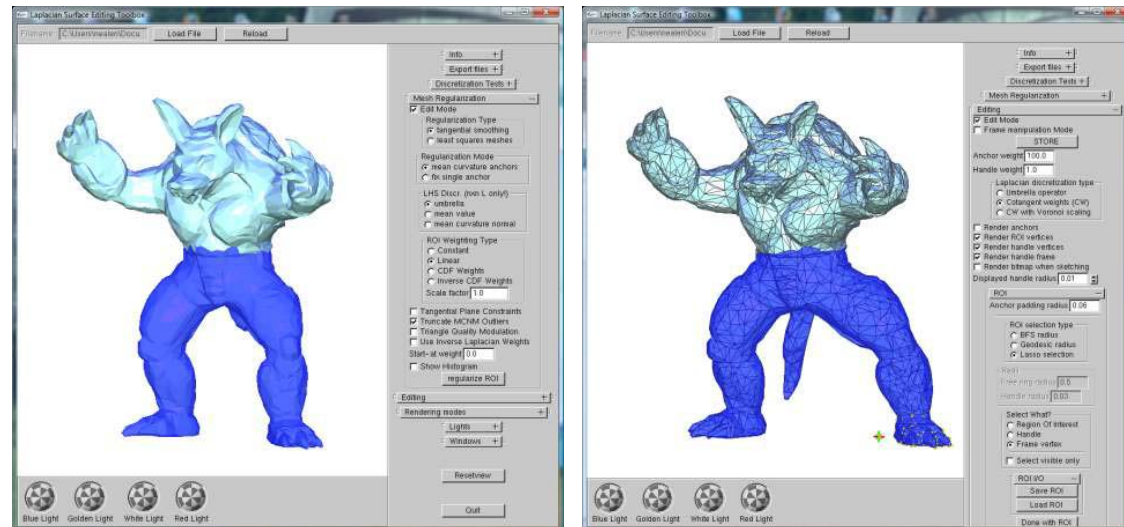 Laplacian Surface Editing Toolbox
Filename: C:\Users\nealen\Docu Load File Reload
Info +
Export files +
Discretization Tests +
Mesh Regularization −
Edit Mode
Regularization Type
tangential smoothing
least squares meshes
Regularization Mode
mean curvature anchors
fix single anchor
LHS Discr. (nxn L only!)
umbrella
mean value
mean curvature normal
ROI Weighting Type
Constant
Linear
CDF Weights
Inverse CDF Weights
Scale factor 1.0
Tangential Plane Constraints
Truncate MCNM Outliers
Triangle Quality Modulation
Use Inverse Laplacian Weights
Start-at weight 0.0
Show Histogram
regularize ROI
Editing +
Rendering modes +
Lights +
Windows +
Resetview
Quit
Blue Light Golden Light White Light Red Light
Laplacian Surface Editing Toolbox
Filename: C:\Users\nealen\Docu Load File Reload
Info +
Export files +
Discretization Tests +
Mesh Regularization +
Editing −
Edit Mode
Frame manipulation Mode
STORE
Anchor weight 100.0
Handle weight 1.0
Laplacian discretization type
Umbrella operator
Cotangent weights (CW)
CW with Voronoi scaling
Render anchors
Render ROI vertices
Render handle vertices
Render handle frame
Render bitmap when sketching
Displayed handle radius 0.01
ROI −
Anchor padding radius 0.06
ROI selection type
BFS radius
Geodesic radius
Lasso selection
Radii
Free ring radius 0.5
Handle radius 0.03
Select What?
Region Of Interest
Handle
Frame vertex
Select visible only
ROI I/O −
Save ROI
Load ROI
Done with ROI
Blue Light Golden Light White Light Red Light